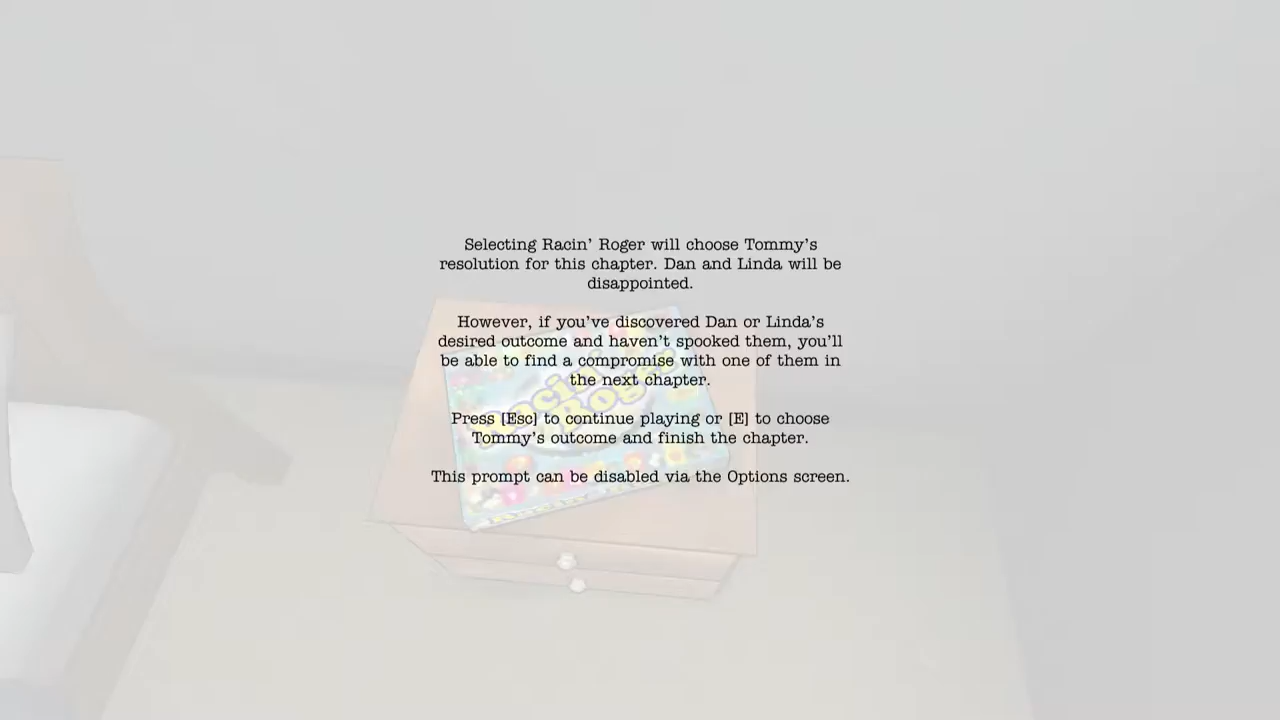 Selecting Racin’ Roger will choose Tommy’s
resolution for this chapter. Dan and Linda will be
disappointed.
However, if you’ve discovered Dan or Linda’s
desired outcome and haven’t spooked them, you’ll
be able to find a compromise with one of them in
the next chapter.
Press [Esc] to continue playing or [E] to choose
Tommy’s outcome and finish the chapter.
This prompt can be disabled via the Options screen.
Racin'
Roger